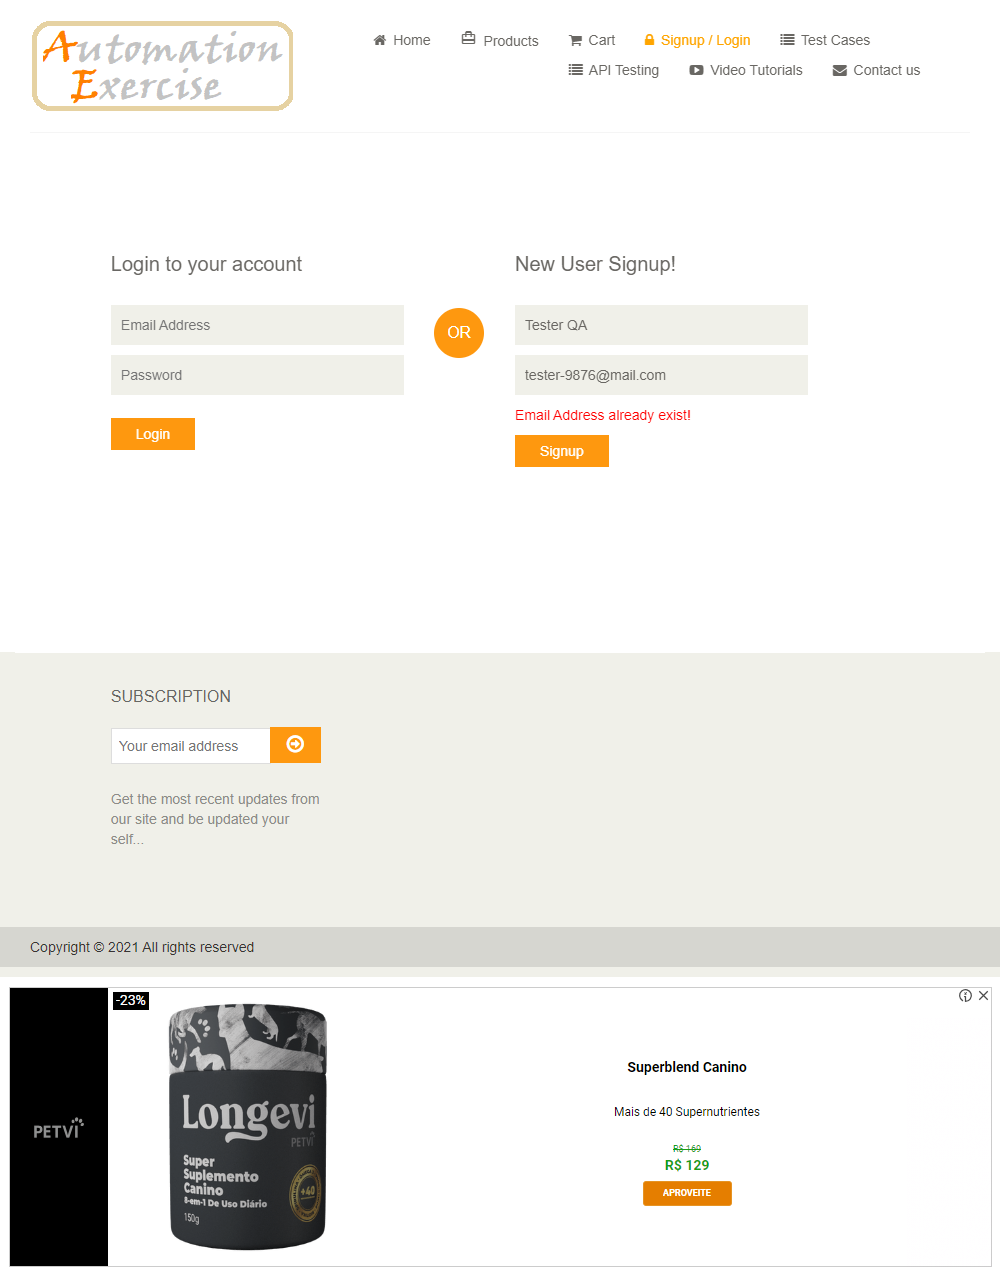 Automation
Exercise
Home
Products
Cart
Signup / Login
Test Cases
API Testing
Video Tutorials
Contact us
Login to your account
Email Address
Password
Login
OR
New User Signup!
Tester QA
tester-9876@mail.com
Email Address already exist!
Signup
SUBSCRIPTION
Your email address
Get the most recent updates from
our site and be updated your
self...
Copyright © 2021 All rights reserved
PETVI
-23%
Longevi
PETVI
Super
Suplemento
Canino
8-em-1 De Uso Diário
150g
+40
Superblend Canino
Mais de 40 Supernutrientes
R$ 169
R$ 129
APROVEITE